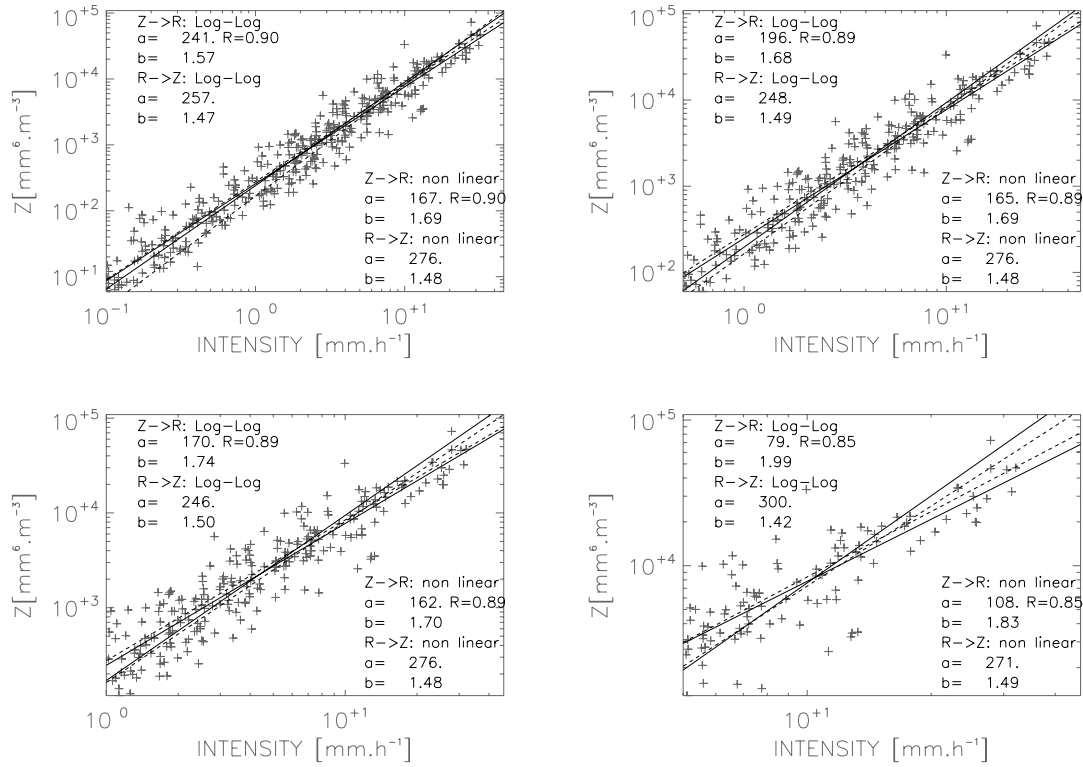 Z->R: Log-Log
a= 241. R=0.90
b= 1.57
R->Z: Log-Log
a= 257.
b= 1.47
Z->R: non linear
a= 167. R=0.90
b= 1.69
R->Z: non linear
a= 276.
b= 1.48
10⁺⁵
10⁺⁴
10⁺³
10⁺²
10⁺¹
Z[mm⁶.m⁻³]
10⁻¹ 10⁰ 10⁺¹
INTENSITY [mm.h⁻¹]
Z->R: Log-Log
a= 196. R=0.89
b= 1.68
R->Z: Log-Log
a= 248.
b= 1.49
Z->R: non linear
a= 165. R=0.89
b= 1.69
R->Z: non linear
a= 276.
b= 1.48
10⁺⁵
10⁺⁴
10⁺³
10⁺²
Z[mm⁶.m⁻³]
10⁰ 10⁺¹
INTENSITY [mm.h⁻¹]
Z->R: Log-Log
a= 170. R=0.89
b= 1.74
R->Z: Log-Log
a= 246.
b= 1.50
Z->R: non linear
a= 162. R=0.89
b= 1.70
R->Z: non linear
a= 276.
b= 1.48
10⁺⁵
10⁺⁴
10⁺³
Z[mm⁶.m⁻³]
10⁰ 10⁺¹
INTENSITY [mm.h⁻¹]
Z->R: Log-Log
a= 79. R=0.85
b= 1.99
R->Z: Log-Log
a= 300.
b= 1.42
Z->R: non linear
a= 108. R=0.85
b= 1.83
R->Z: non linear
a= 271.
b= 1.49
10⁺⁵
10⁺⁴
Z[mm⁶.m⁻³]
10⁺¹
INTENSITY [mm.h⁻¹]